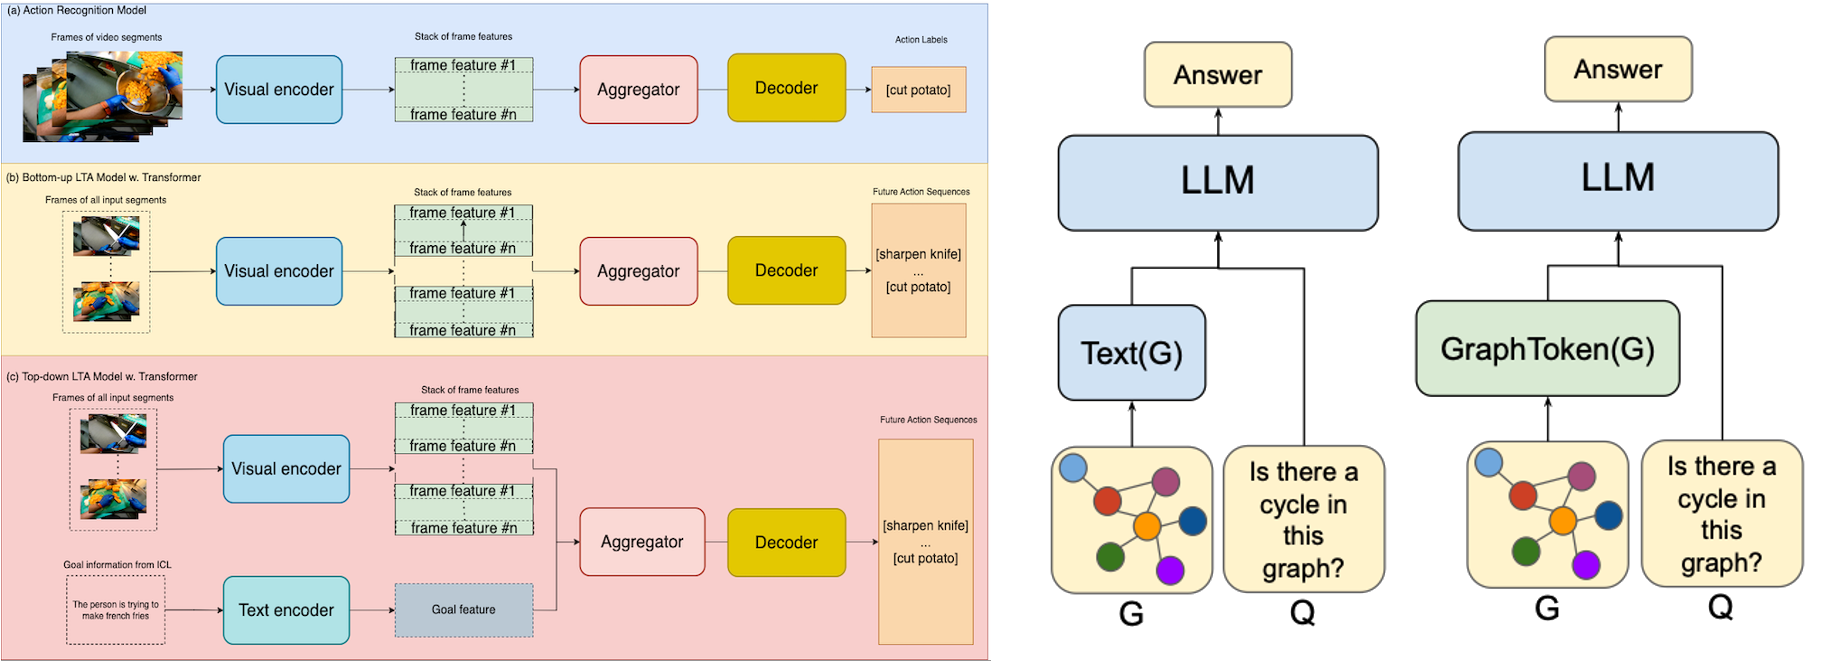 (a) Action Recognition Model
Frames of video segments
Visual encoder
Stack of frame features
frame feature #1
frame feature #n
Aggregator
Decoder
Action Labels
[cut potato]
(b) Bottom-up LTA Model w. Transformer
Frames of all input segments
Visual encoder
Stack of frame features
frame feature #1
frame feature #n
frame feature #1
frame feature #n
Aggregator
Decoder
Future Action Sequences
[sharpen knife]
...
[cut potato]
(c) Top-down LTA Model w. Transformer
Frames of all input segments
Visual encoder
Stack of frame features
frame feature #1
frame feature #n
frame feature #1
frame feature #n
Goal information from ICL
The person is trying to
make french fries
Text encoder
Goal feature
Aggregator
Decoder
Future Action Sequences
[sharpen knife]
...
[cut potato]
Answer
LLM
Text(G)
Is there a
cycle in
this
graph?
G
Q
Answer
LLM
GraphToken(G)
Is there a
cycle in
this
graph?
G
Q